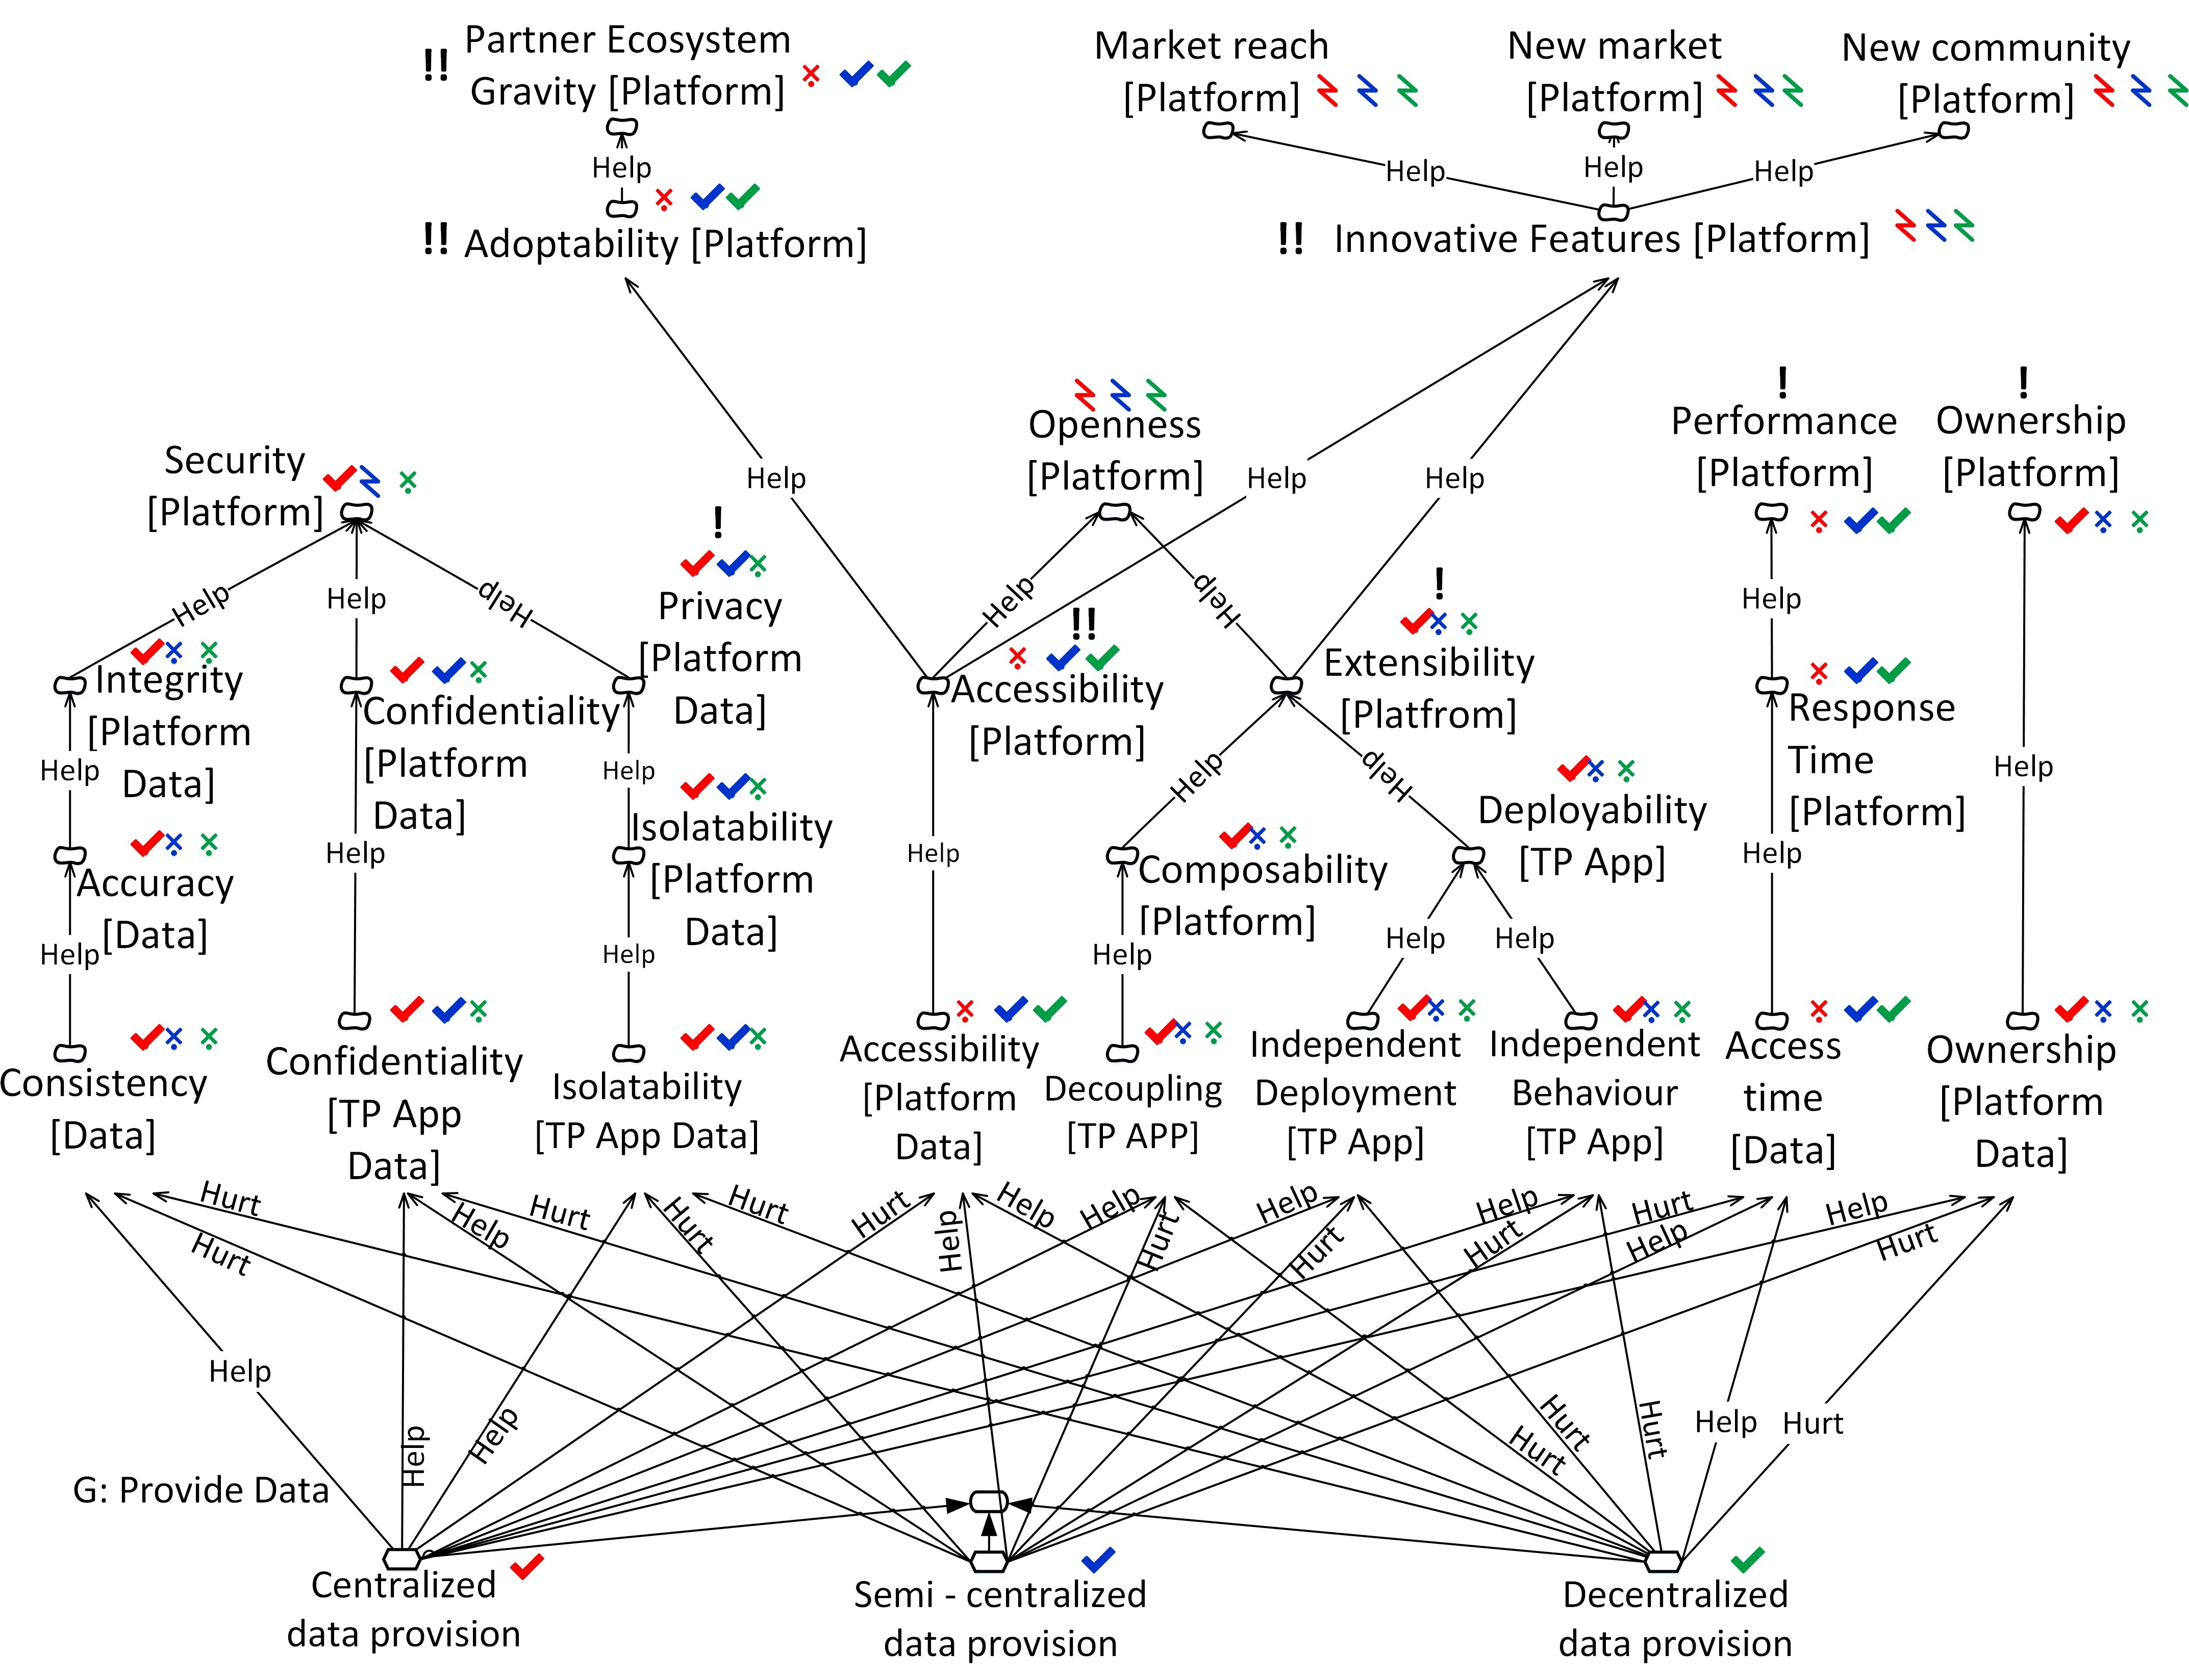 !!
Partner Ecosystem
Gravity [Platform]
Market reach
[Platform]
New market
[Platform]
New community
[Platform]
Help
Help
Help
Help
!!
Adoptability [Platform]
!!
Innovative Features [Platform]
Help
Help
Help
Security
[Platform]
Openness
[Platform]
!
Performance
[Platform]
!
Ownership
[Platform]
Help
Help
Help
!
Privacy
[Platform
Data]
Help
Help
!!
Accessibility
[Platform]
!
Extensibility
[Platfrom]
Help
Help
Integrity
[Platform
Data]
Confidentiality
[Platform
Data]
Response
Time
[Platform]
Help
Help
Help
Help
Isolatability
[Platform
Data]
Deployability
[TP App]
Composability
[Platform]
Accuracy
[Data]
Help
Help
Help
Help
Help
Help
Help
Help
Help
Consistency
[Data]
Confidentiality
[TP App
Data]
Isolatability
[TP App Data]
Accessibility
[Platform
Data]
Decoupling
[TP APP]
Independent
Deployment
[TP App]
Independent
Behaviour
[TP App]
Access
time
[Data]
Ownership
[Platform
Data]
Hurt
Hurt
Help
Hurt
Hurt
Hurt
Hurt
Help
Help
Help
Hurt
Help
Hurt
Help
Hurt
Hurt
Help
Help
Hurt
Help
Help
Help
Hurt
Hurt
Hurt
Help
Hurt
G: Provide Data
Centralized
data provision
Semi - centralized
data provision
Decentralized
data provision